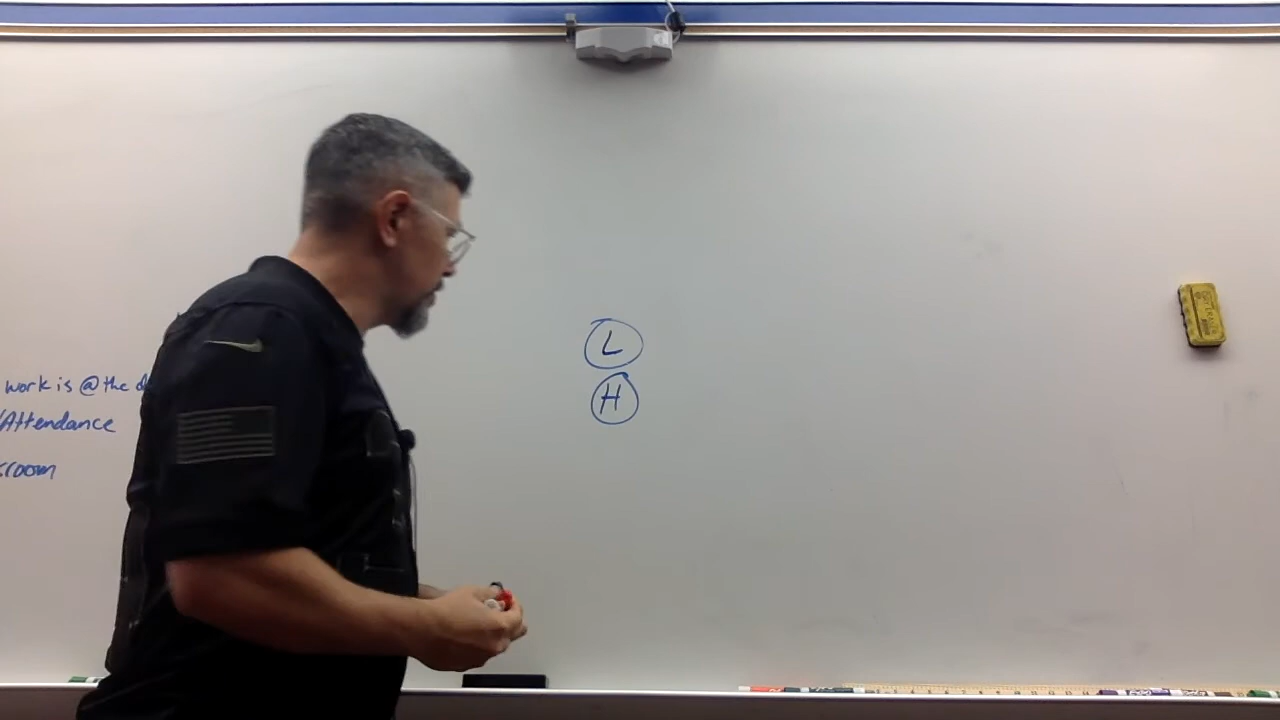 L
H
work is @ the
/Attendance
room